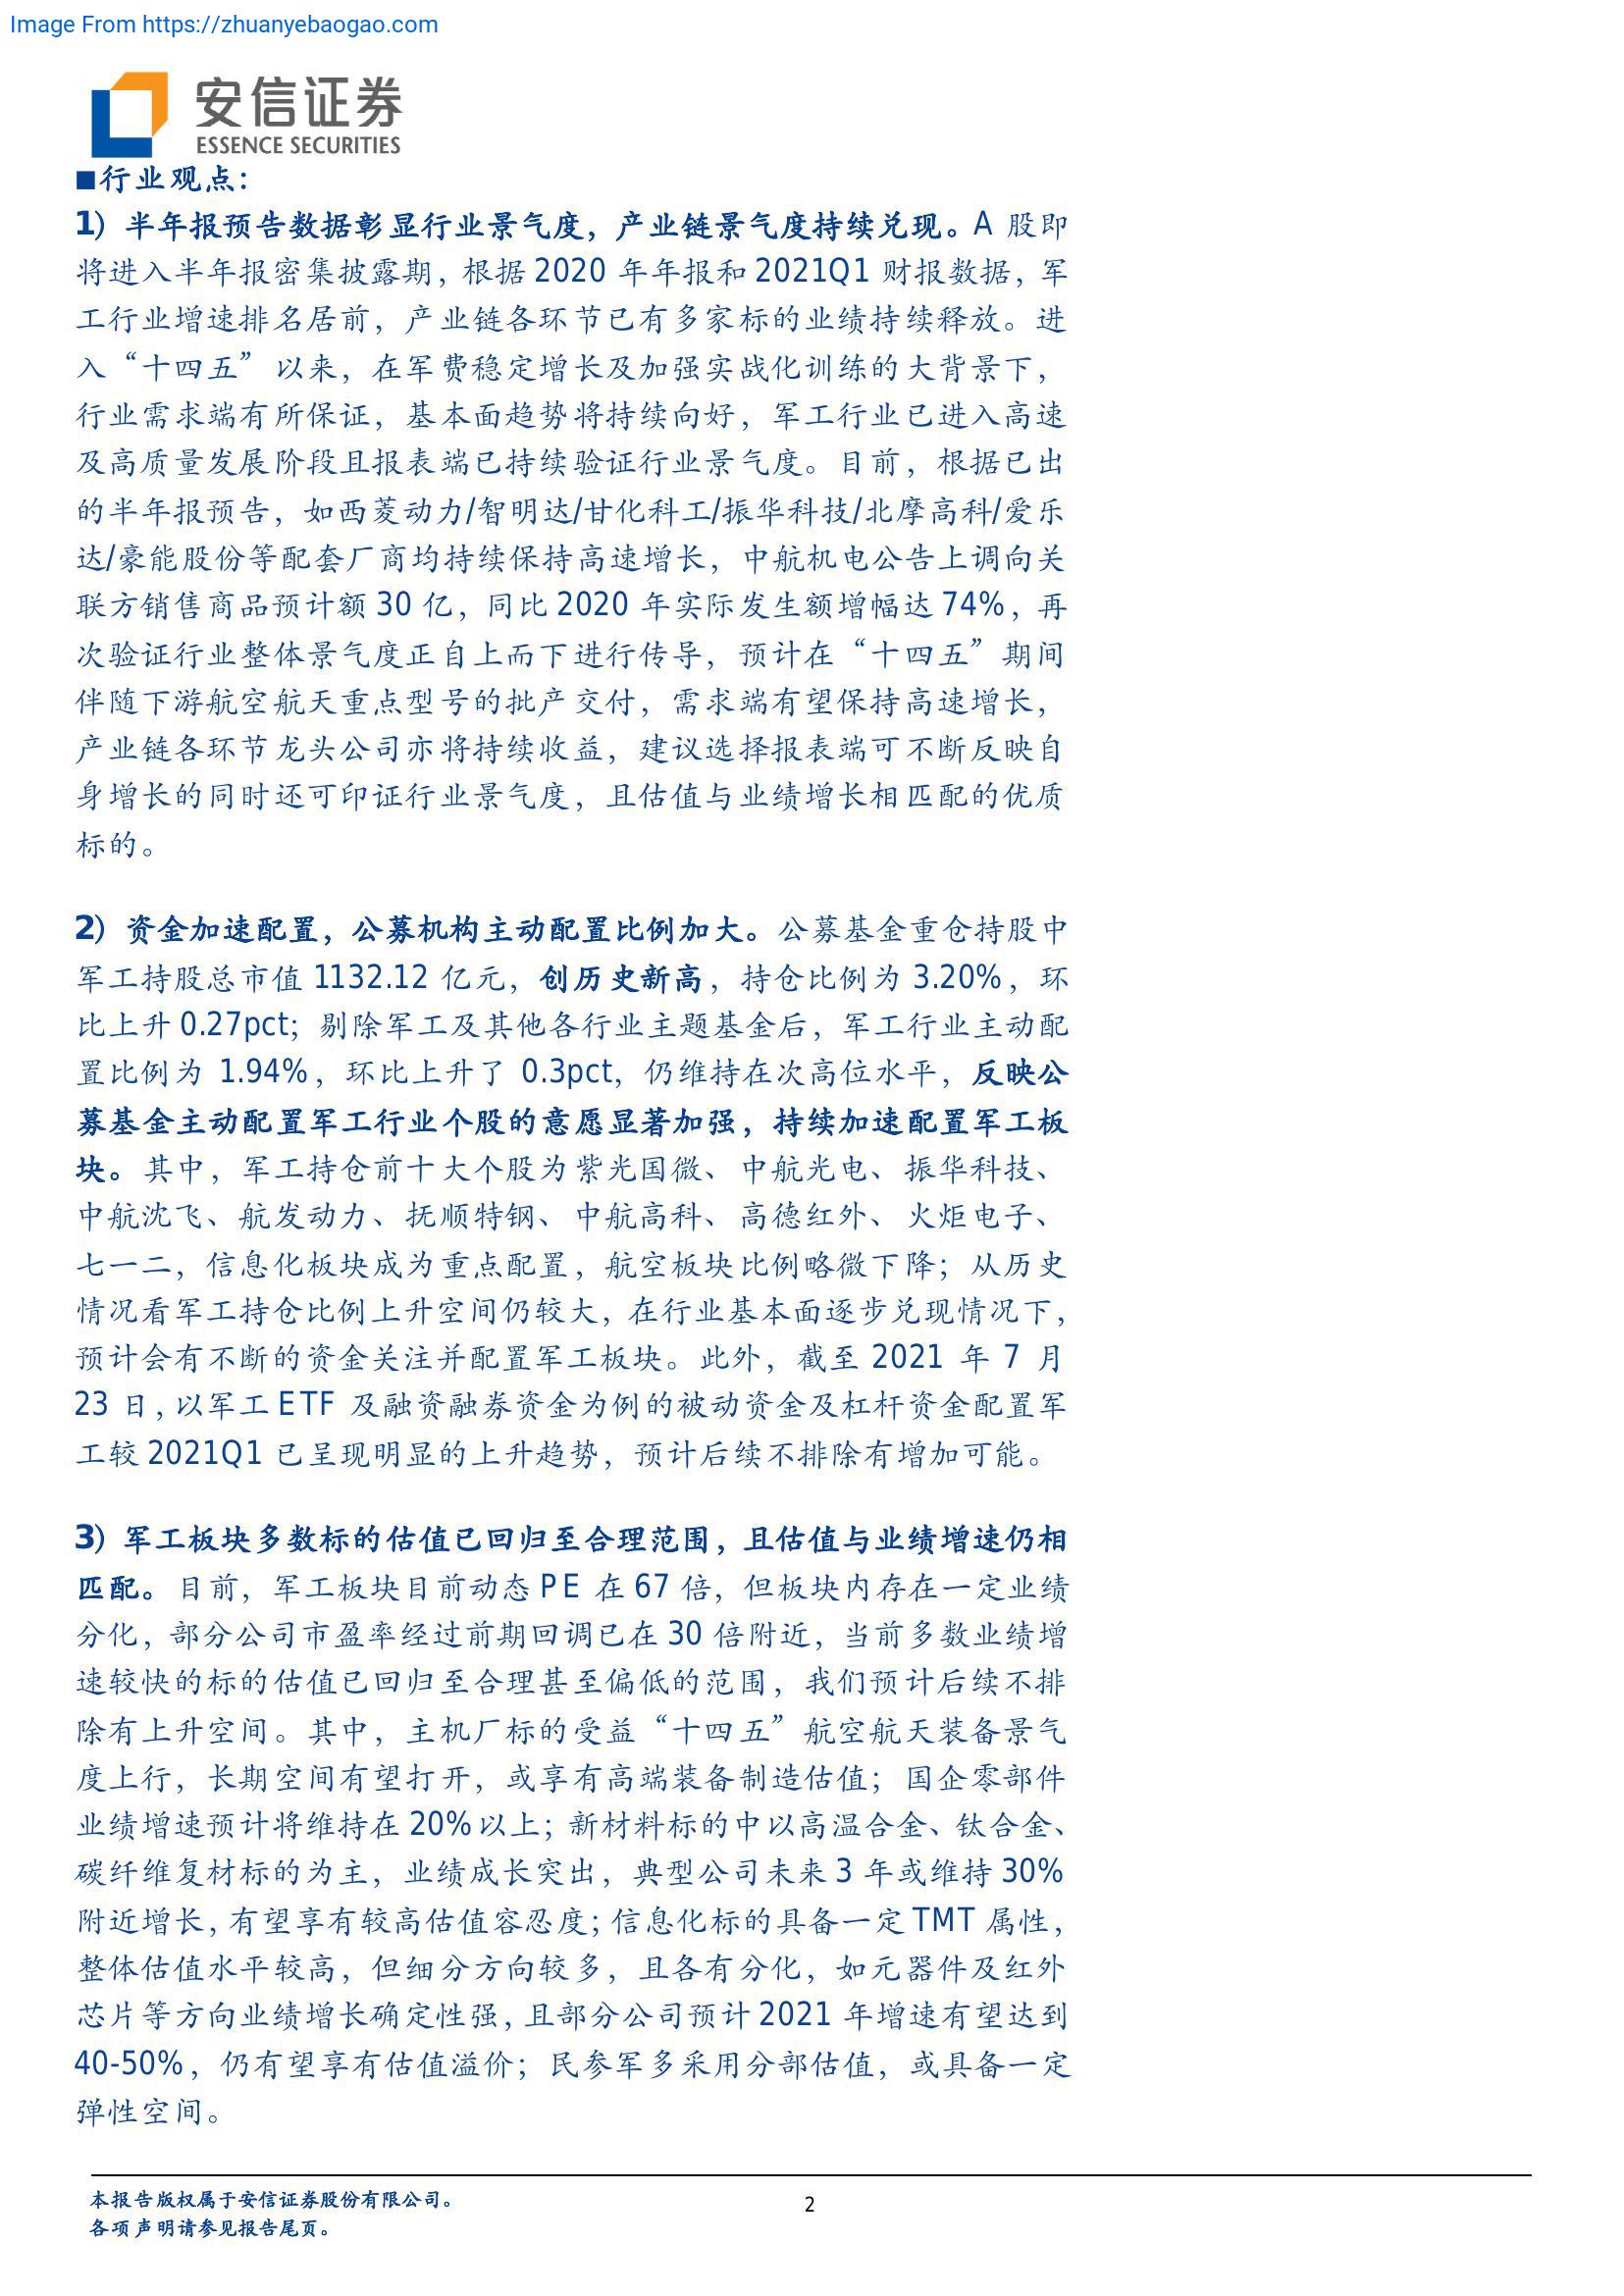 Image From https://zhuanyebaogao.com
安信证券
ESSENCE SECURITIES
■行业观点：
1）半年报预告数据彰显行业景气度，产业链景气度持续兑现。A 股即
将进入半年报密集披露期，根据 2020 年年报和 2021Q1 财报数据，军
工行业增速排名居前，产业链各环节已有多家标的业绩持续释放。进
入“十四五” 以来，在军费稳定增长及加强实战化训练的大背景下，
行业需求端有所保证，基本面趋势将持续向好，军工行业已进入高速
及高质量发展阶段且报表端已持续验证行业景气度。目前，根据已出
的半年报预告，如西菱动力/智明达/甘化科工/振华科技/北摩高科/爱乐
达/豪能股份等配套厂商均持续保持高速增长，中航机电公告上调向关
联方销售商品预计额 30 亿，同比 2020 年实际发生额增幅达 74%，再
次验证行业整体景气度正自上而下进行传导，预计在“十四五”期间
伴随下游航空航天重点型号的批产交付，需求端有望保持高速增长，
产业链各环节龙头公司亦将持续收益，建议选择报表端可不断反映自
身增长的同时还可印证行业景气度，且估值与业绩增长相匹配的优质
标的。
2）资金加速配置，公募机构主动配置比例加大。公募基金重仓持股中
军工持股总市值 1132.12 亿元，创历史新高，持仓比例为 3.20%，环
比上升 0.27pct；剔除军工及其他各行业主题基金后，军工行业主动配
置比例为 1.94%，环比上升了 0.3pct，仍维持在次高位水平，反映公
募基金主动配置军工行业个股的意愿显著加强，持续加速配置军工板
块。其中，军工持仓前十大个股为紫光国微、中航光电、振华科技、
中航沈飞、航发动力、抚顺特钢、中航高科、高德红外、火炬电子、
七一二，信息化板块成为重点配置，航空板块比例略微下降；从历史
情况看军工持仓比例上升空间仍较大，在行业基本面逐步兑现情况下，
预计会有不断的资金关注并配置军工板块。此外，截至 2021 年 7 月
23 日，以军工 ETF 及融资融券资金为例的被动资金及杠杆资金配置军
工较 2021Q1 已呈现明显的上升趋势，预计后续不排除有增加可能。
3）军工板块多数标的估值已回归至合理范围，且估值与业绩增速仍相
匹配。目前，军工板块目前动态 PE 在 67 倍，但板块内存在一定业绩
分化，部分公司市盈率经过前期回调已在 30 倍附近，当前多数业绩增
速较快的标的估值已回归至合理甚至偏低的范围，我们预计后续不排
除有上升空间。其中，主机厂标的受益“十四五”航空航天装备景气
度上行，长期空间有望打开，或享有高端装备制造估值；国企零部件
业绩增速预计将维持在 20%以上；新材料标的中以高温合金、钛合金、
碳纤维复材标的为主，业绩成长突出，典型公司未来 3 年或维持 30%
附近增长，有望享有较高估值容忍度；信息化标的具备一定 TMT 属性，
整体估值水平较高，但细分方向较多，且各有分化，如元器件及红外
芯片等方向业绩增长确定性强，且部分公司预计 2021 年增速有望达到
40-50%，仍有望享有估值溢价；民参军多采用分部估值，或具备一定
弹性空间。
本报告版权属于安信证券股份有限公司。
2
各项声明请参见报告尾页。